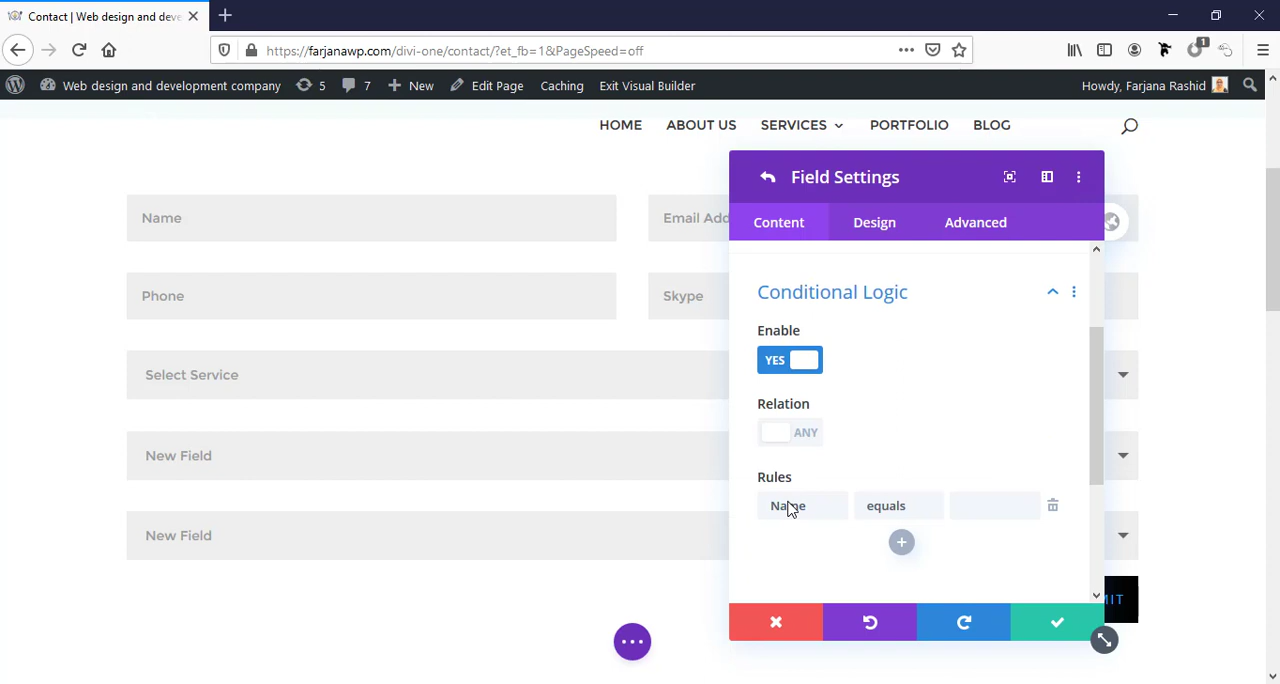 Contact | Web design and deve
https://farjanawp.com/divi-one/contact/?et_fb=1&PageSpeed=off
1
Web design and development company 5 7 New Edit Page Caching Exit Visual Builder Howdy, Farjana Rashid
HOME ABOUT US SERVICES PORTFOLIO BLOG
Field Settings
Name
Email Add
Content Design Advanced
Phone
Skype
Conditional Logic
Enable
YES
Select Service
Relation
ANY
New Field
Rules
Name equals
New Field
MIT